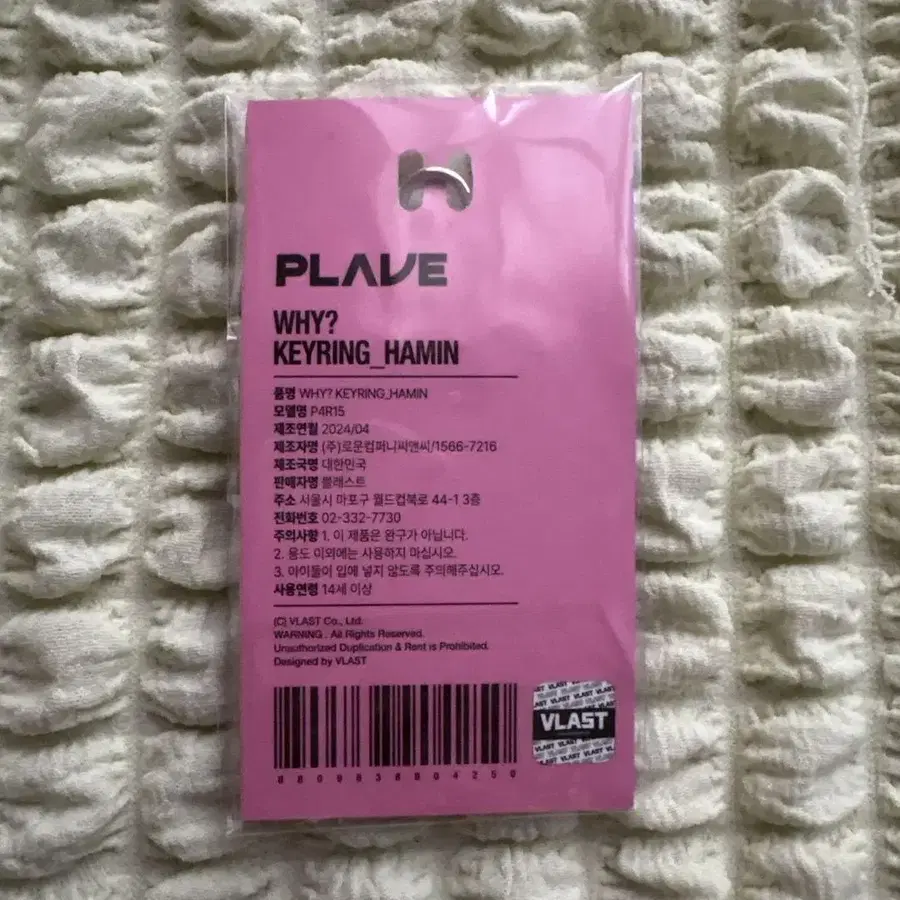 PLAVE
WHY?
KEYRING_HAMIN
품명 WHY? KEYRING_HAMIN
모델명 P4R15
제조연월 2024/04
제조자명 (주)로운컴퍼니씨앤씨/1566-7216
제조국명 대한민국
판매자명 블래스트
주소 서울시 마포구 월드컵북로 44-1 3층
전화번호 02-332-7730
주의사항 1. 이 제품은 완구가 아닙니다.
2. 용도 이외에는 사용하지 마십시오.
3. 아이들이 입에 넣지 않도록 주의해주십시오.
사용연령 14세 이상
(C) VLAST Co., Ltd.
WARNING . All Rights Reserved.
Unauthorized Duplication & Rent is Prohibited.
Designed by VLAST
VLAST
8809838804250